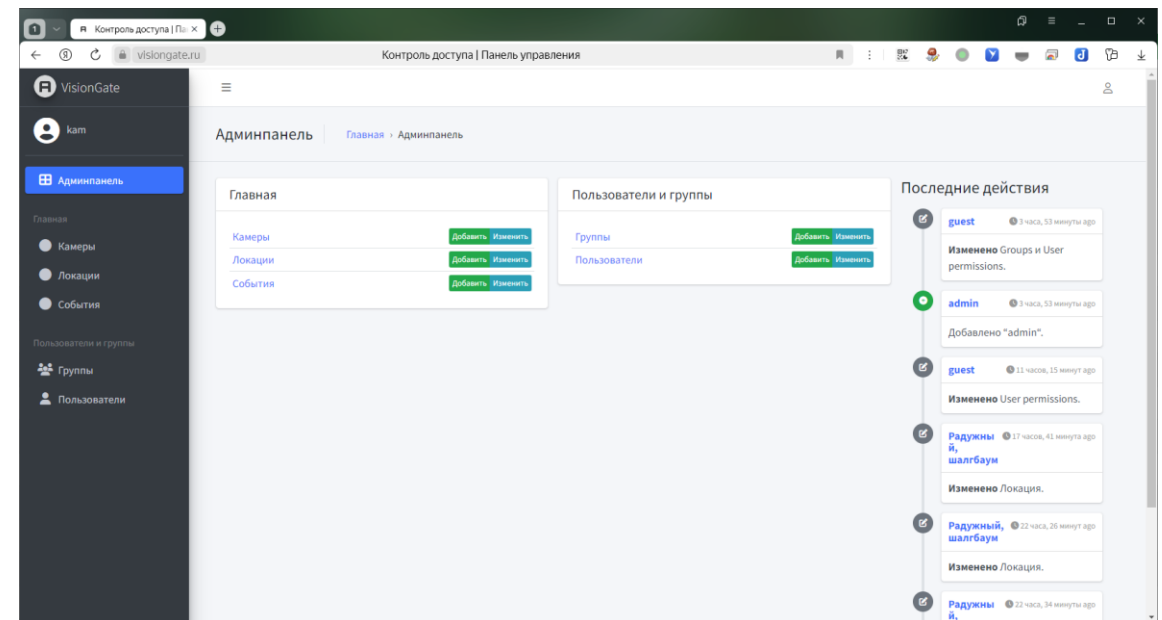 1
Контроль доступа | Па
visiongate.ru
Контроль доступа | Панель управления
VisionGate
kam
Админпанель
Главная
Камеры
Локации
События
Пользователи и группы
Группы
Пользователи
Админпанель
Главная › Админпанель
Главная
Камеры Добавить Изменить
Локации Добавить Изменить
События Добавить Изменить
Пользователи и группы
Группы Добавить Изменить
Пользователи Добавить Изменить
Последние действия
guest 3 часа, 53 минуты ago
Изменено Groups и User
permissions.
admin 3 часа, 53 минуты ago
Добавлено "admin".
guest 11 часов, 15 минут ago
Изменено User permissions.
Радужны 17 часов, 41 минута ago
й,
шалгбаум
Изменено Локация.
Радужный, 22 часа, 26 минут ago
шалгбаум
Изменено Локация.
Радужны 22 часа, 34 минуты ago
й,